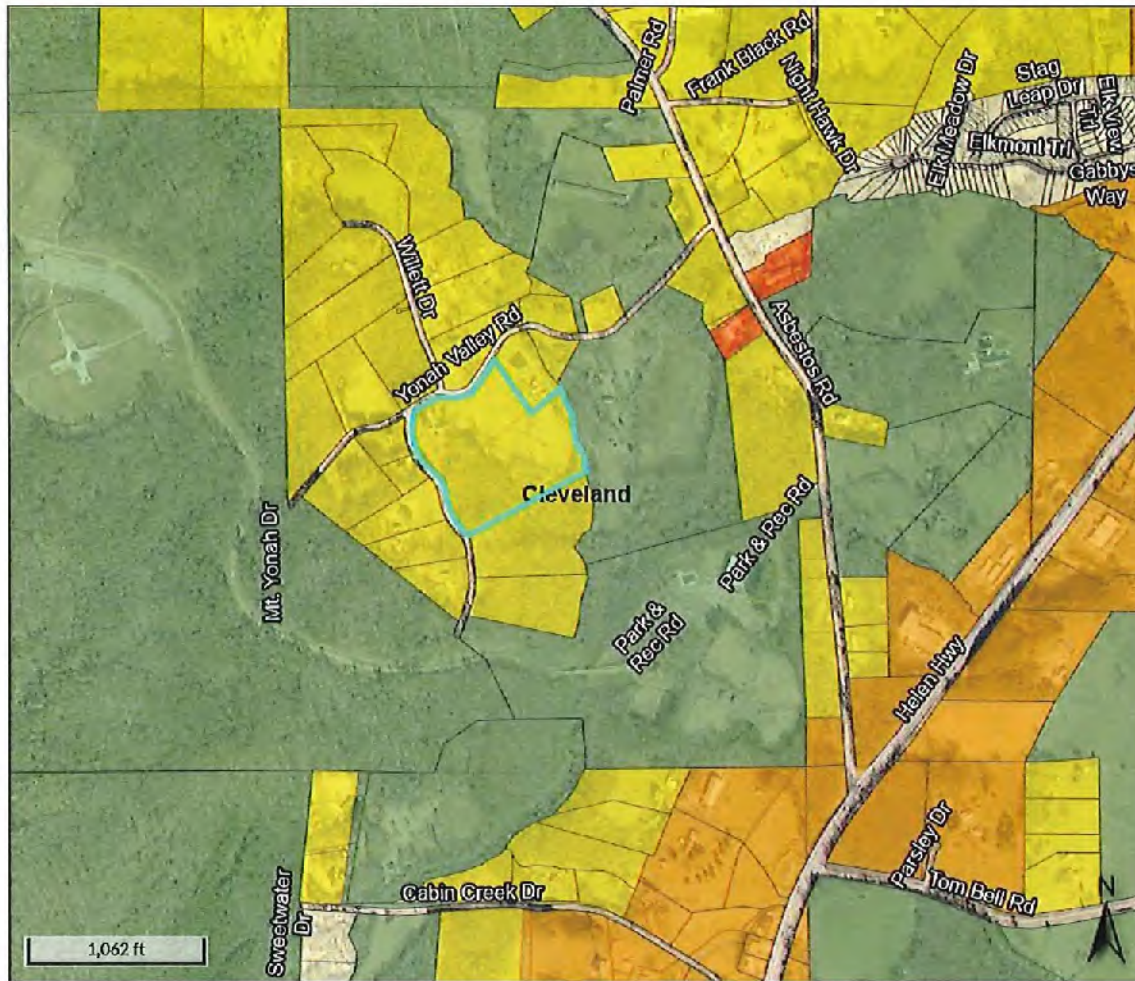 Palmer Rd
Frank Black Rd
Night Hawk Dr
Elk Meadow Dr
Stag
Leap Dr
Elkmont Trl
Elk View
Trl
Gabbys
Way
Willett Dr
Yonah Valley Rd
Asbestos Rd
Cleveland
Mt. Yonah Dr
Park & Rec Rd
Park &
Rec Rd
Helen Hwy
Parsley Dr
Tom Bell Rd
Cabin Creek Dr
Sweetwater
Dr
N
1,062 ft